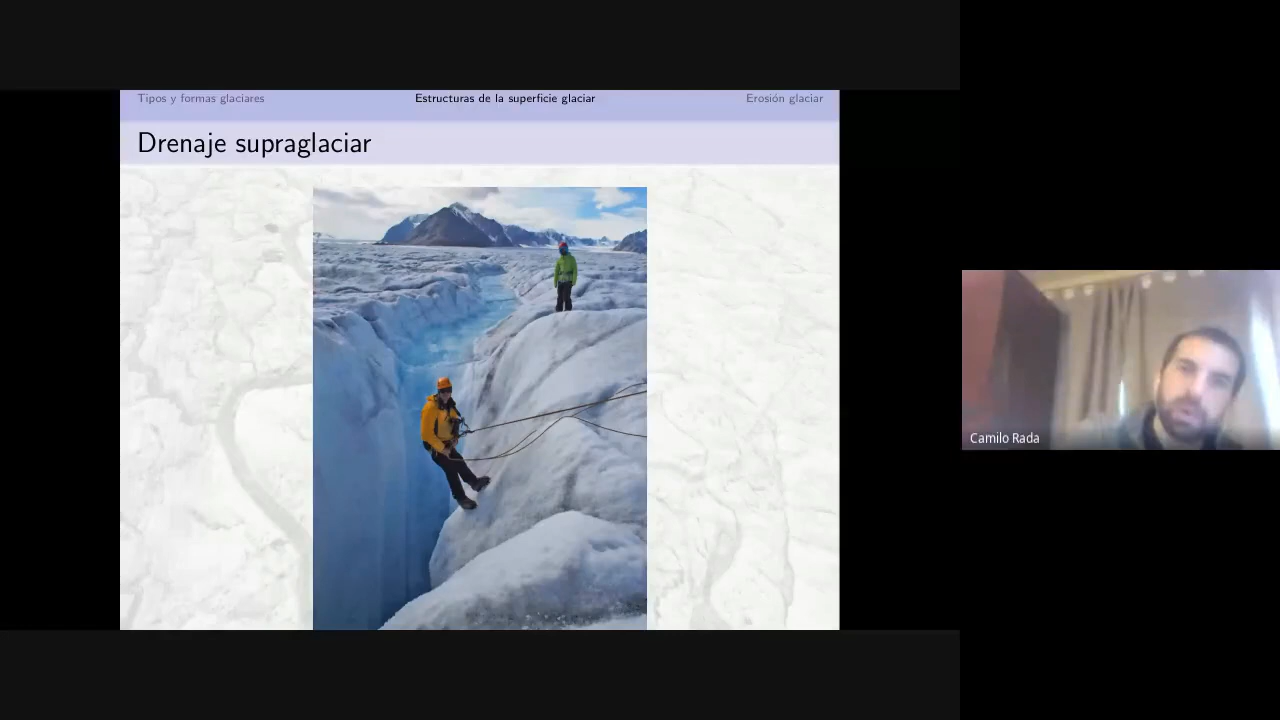 Tipos y formas glaciares
Estructuras de la superficie glaciar
Erosión glaciar
Drenaje supraglaciar
Camilo Rada